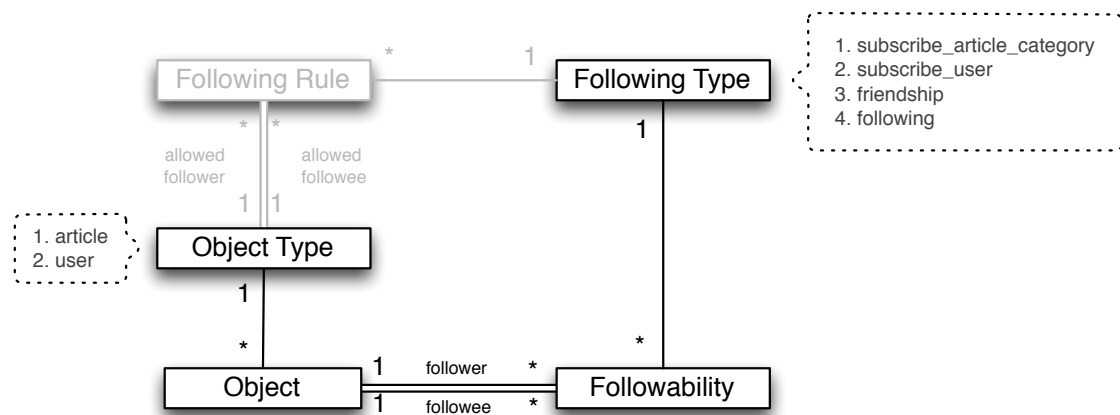 Following Rule
*
1
Following Type
1. subscribe_article_category
2. subscribe_user
3. friendship
4. following
* *
1
allowed
follower
allowed
followee
1 1
1. article
2. user
Object Type
1
*
*
Object
1 follower *
1 followee *
Followability